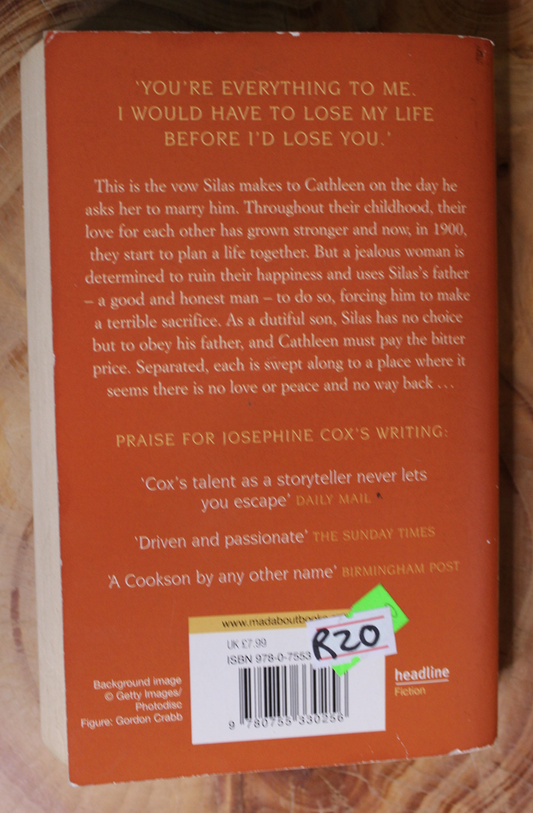 ‘YOU’RE EVERYTHING TO ME.
I WOULD HAVE TO LOSE MY LIFE
BEFORE I’D LOSE YOU.’
This is the vow Silas makes to Cathleen on the day he
asks her to marry him. Throughout their childhood, their
love for each other has grown stronger and now, in 1900,
they start to plan a life together. But a jealous woman is
determined to ruin their happiness and uses Silas’s father
– a good and honest man – to do so, forcing him to make
a terrible sacrifice. As a dutiful son, Silas has no choice
but to obey his father, and Cathleen must pay the bitter
price. Separated, each is swept along to a place where it
seems there is no love or peace and no way back ...
PRAISE FOR JOSEPHINE COX’S WRITING:
‘Cox’s talent as a storyteller never lets
you escape’ DAILY MAIL
‘Driven and passionate’ THE SUNDAY TIMES
‘A Cookson by any other name’ BIRMINGHAM POST
www.madaboutbooks
UK £7.99
R20
ISBN 978-0-7553
9 780755 330256
Background image
© Getty Images/
Photodisc
Figure: Gordon Crabb
headline
Fiction